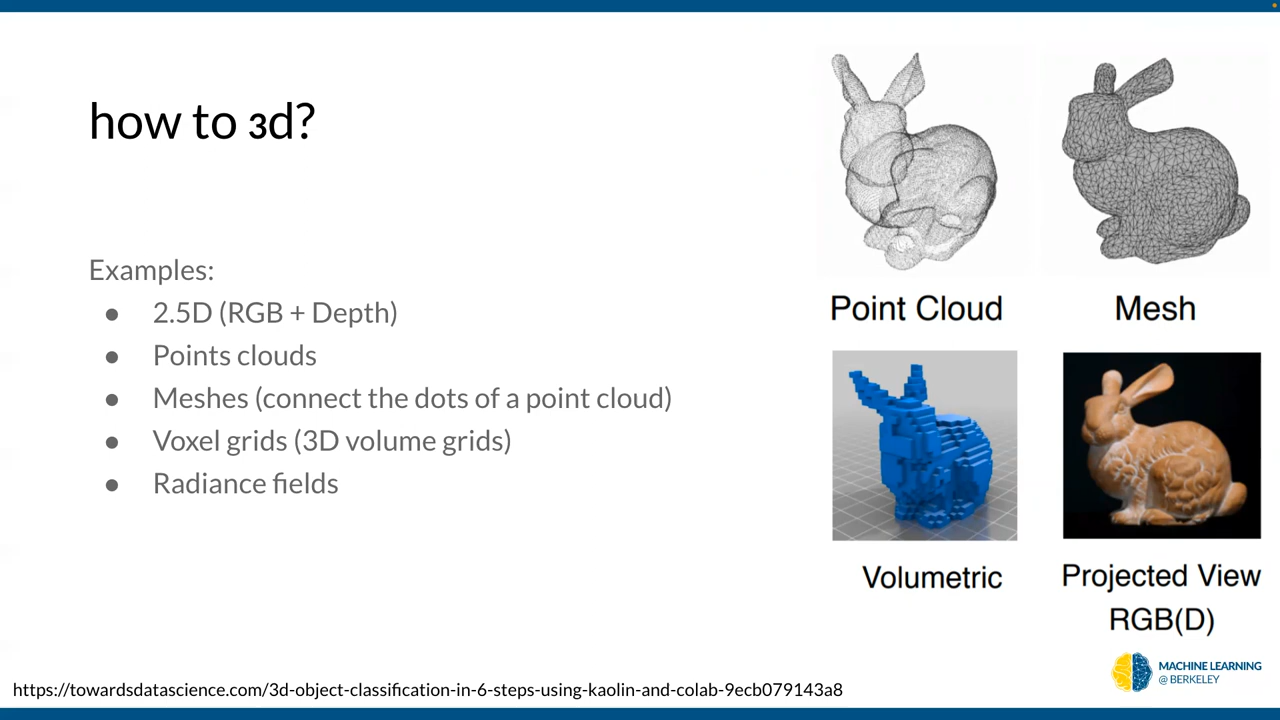 how to 3d?
Examples:
● 2.5D (RGB + Depth)
● Points clouds
● Meshes (connect the dots of a point cloud)
● Voxel grids (3D volume grids)
● Radiance fields
Point Cloud
Mesh
Volumetric
Projected View
RGB(D)
https://towardsdatascience.com/3d-object-classification-in-6-steps-using-kaolin-and-colab-9ecb079143a8
MACHINE LEARNING
@ BERKELEY